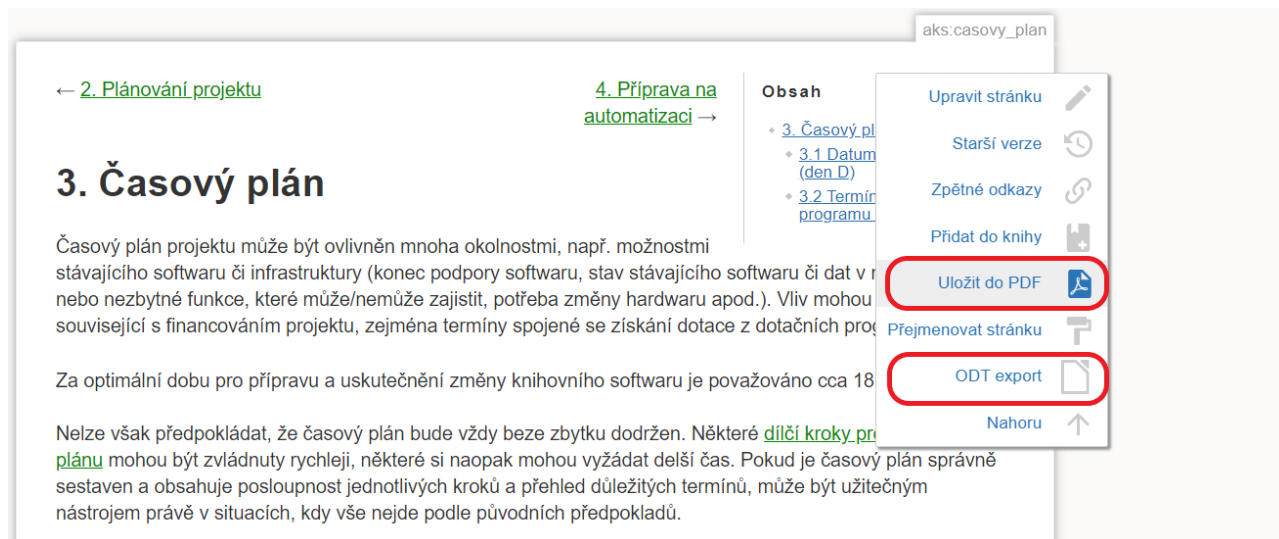 aks:casovy_plan
← 2. Plánování projektu
4. Příprava na
automatizaci →
Obsah
3. Časový pl
3.1 Datum
(den D)
3.2 Termín
programu
Upravit stránku
Starší verze
Zpětné odkazy
Přidat do knihy
Uložit do PDF
Přejmenovat stránku
ODT export
Nahoru
3. Časový plán
Časový plán projektu může být ovlivněn mnoha okolnostmi, např. možnostmi
stávajícího softwaru či infrastruktury (konec podpory softwaru, stav stávajícího softwaru či dat v
nebo nezbytné funkce, které může/nemůže zajistit, potřeba změny hardwaru apod.). Vliv mohou
související s financováním projektu, zejména termíny spojené se získání dotace z dotačních prog
Za optimální dobu pro přípravu a uskutečnění změny knihovního softwaru je považováno cca 18
Nelze však předpokládat, že časový plán bude vždy beze zbytku dodržen. Některé dílčí kroky pr
plánu mohou být zvládnuty rychleji, některé si naopak mohou vyžádat delší čas. Pokud je časový plán správně
sestaven a obsahuje posloupnost jednotlivých kroků a přehled důležitých termínů, může být užitečným
nástrojem právě v situacích, kdy vše nejde podle původních předpokladů.